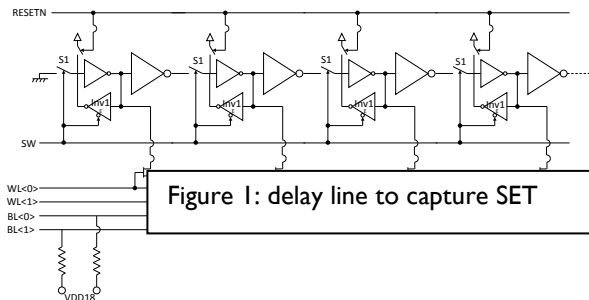 RESETN
S1 S1 S1 S1
Inv1 Inv1 Inv1 Inv1
SW
WL<0>
WL<1>
BL<0>
BL<1>
Figure 1: delay line to capture SET
VDD18